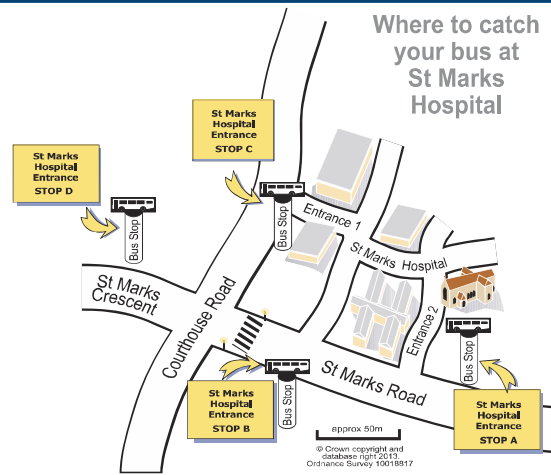 Where to catch
your bus at
St Marks
Hospital
St Marks
Hospital
Entrance
STOP C
St Marks
Hospital
Entrance
STOP D
Bus Stop
Bus Stop
Entrance 1
St Marks Hospital
St Marks
Crescent
Courthouse Road
Entrance 2
St Marks Road
Bus Stop
Bus Stop
St Marks
Hospital
Entrance
STOP B
St Marks
Hospital
Entrance
STOP A
approx 50m
© Crown copyright and
database right 2013.
Ordnance Survey 10018817